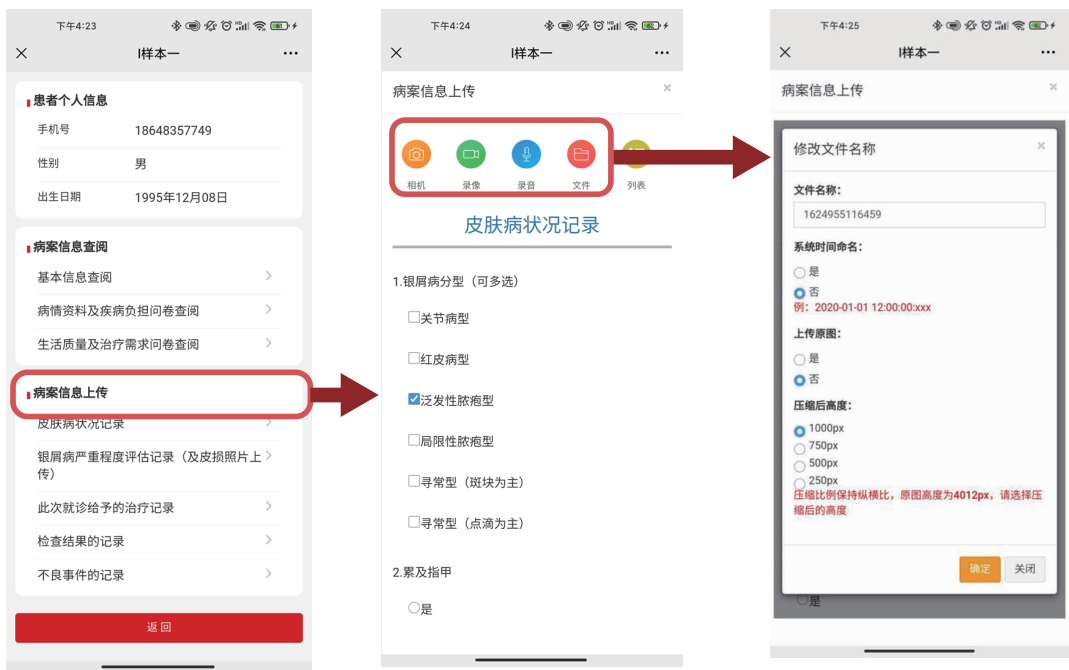 下午4:23
I样本一
患者个人信息
手机号 18648357749
性别 男
出生日期 1995年12月08日
病案信息查阅
基本信息查阅
病情资料及疾病负担问卷查阅
生活质量及治疗需求问卷查阅
病案信息上传
皮肤病状况记录
银屑病严重程度评估记录（及皮损照片上
传）
此次就诊给予的治疗记录
检查结果的记录
不良事件的记录
返回
下午4:24
I样本一
病案信息上传
相机 录像 录音 文件 列表
皮肤病状况记录
1.银屑病分型（可多选）
关节病型
红皮病型
泛发性脓疱型
局限性脓疱型
寻常型（斑块为主）
寻常型（点滴为主）
2.累及指甲
是
下午4:25
I样本一
病案信息上传
修改文件名称
文件名称：
1624955116459
系统时间命名：
是
否
例：2020-01-01 12:00:00:xxx
上传原图：
是
否
压缩后高度：
1000px
750px
500px
250px
压缩比例保持纵横比，原图高度为4012px，请选择压
缩后的高度
确定 关闭
是